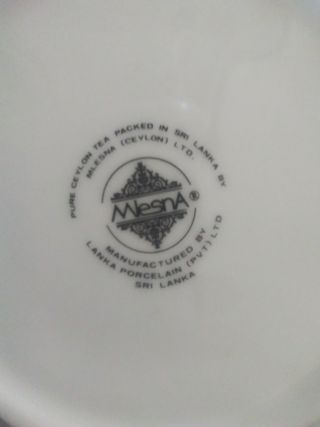 PURE CEYLON TEA PACKED IN SRI LANKA BY
MLESNA (CEYLON) LTD.
MlesnA®
MANUFACTURED BY
LANKA PORCELAIN (PVT) LTD
SRI LANKA